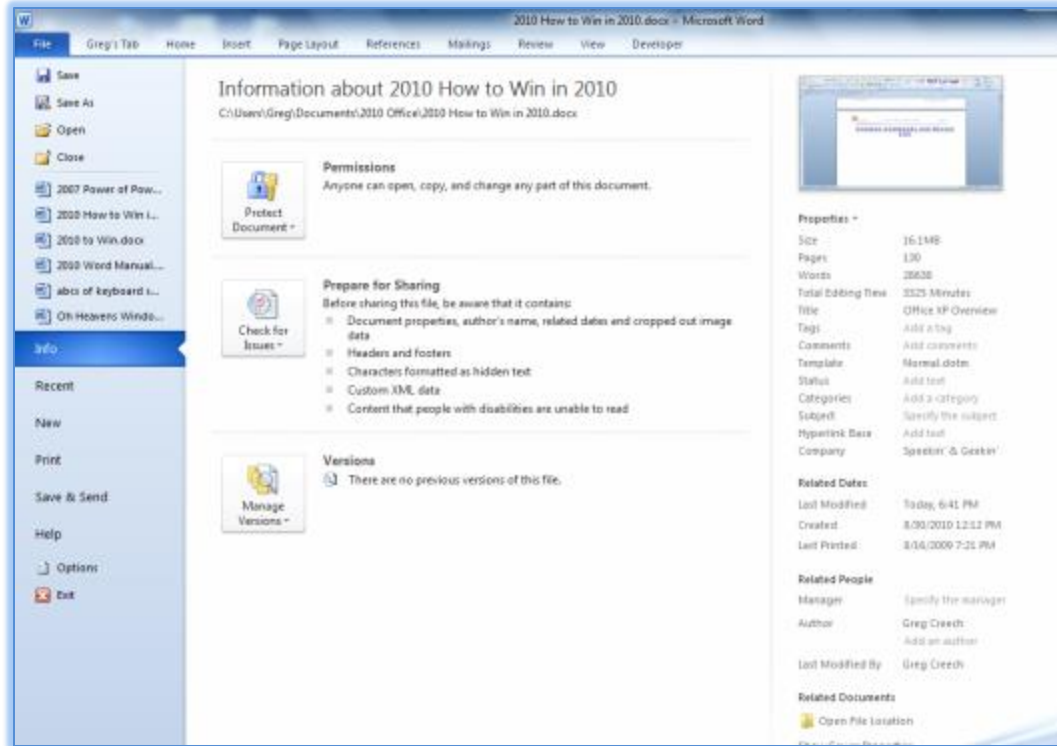 2010 How to Win in 2010.docx - Microsoft Word
File Greg's Tab Home Insert Page Layout References Mailings Review View Developer
Save
Save As
Open
Close
2007 Power of Pow...
2010 How to Win i...
2010 to Win.docx
2010 Word Manual...
abcs of keyboard s...
Oh Heavens Windo...
Info
Recent
New
Print
Save & Send
Help
Options
Exit
Information about 2010 How to Win in 2010
C:\Users\Greg\Documents\2010 Office\2010 How to Win in 2010.docx
Protect
Document
Permissions
Anyone can open, copy, and change any part of this document.
Check for
Issues
Prepare for Sharing
Before sharing this file, be aware that it contains:
Document properties, author's name, related dates and cropped out image
data
Headers and footers
Characters formatted as hidden text
Custom XML data
Content that people with disabilities are unable to read
Manage
Versions
Versions
There are no previous versions of this file.
Properties
Size 16.1MB
Pages 130
Words
Total Editing Time 3325 Minutes
Title Office XP Overview
Tags Add a tag
Comments Add comments
Template Normal.dotm
Status Add text
Categories Add a category
Subject Specify the subject
Hyperlink Base Add text
Company Speakin' & Geekin'
Related Dates
Last Modified Today, 6:41 PM
Created 8/30/2010 12:12 PM
Last Printed 8/16/2009 7:21 PM
Related People
Manager Specify the manager
Author Greg Creech
Add an author
Last Modified By Greg Creech
Related Documents
Open File Location